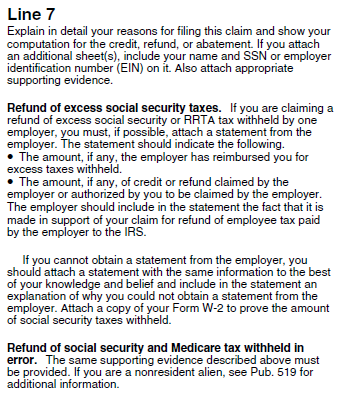 Line 7
Explain in detail your reasons for filing this claim and show your
computation for the credit, refund, or abatement. If you attach
an additional sheet(s), include your name and SSN or employer
identification number (EIN) on it. Also attach appropriate
supporting evidence.
Refund of excess social security taxes. If you are claiming a
refund of excess social security or RRTA tax withheld by one
employer, you must, if possible, attach a statement from the
employer. The statement should indicate the following.
• The amount, if any, the employer has reimbursed you for
excess taxes withheld.
• The amount, if any, of credit or refund claimed by the
employer or authorized by you to be claimed by the employer.
The employer should include in the statement the fact that it is
made in support of your claim for refund of employee tax paid
by the employer to the IRS.
If you cannot obtain a statement from the employer, you
should attach a statement with the same information to the best
of your knowledge and belief and include in the statement an
explanation of why you could not obtain a statement from the
employer. Attach a copy of your Form W-2 to prove the amount
of social security taxes withheld.
Refund of social security and Medicare tax withheld in
error. The same supporting evidence described above must
be provided. If you are a nonresident alien, see Pub. 519 for
additional information.